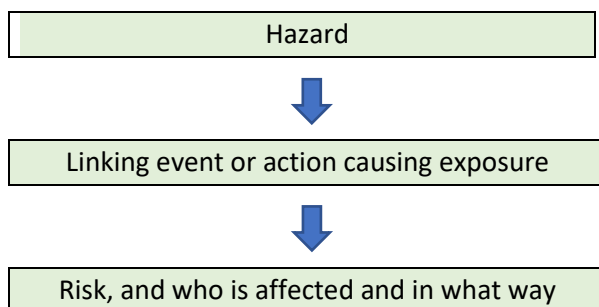 Hazard
Linking event or action causing exposure
Risk, and who is affected and in what way